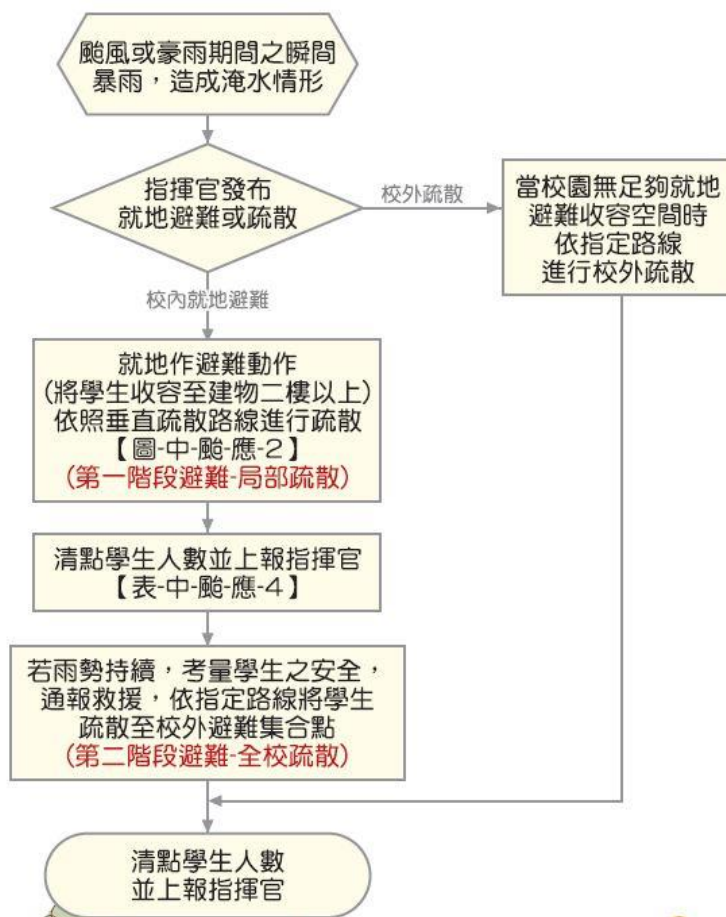 颱風或豪雨期間之瞬間
暴雨，造成淹水情形
指揮官發布
就地避難或疏散
校外疏散
當校園無足夠就地
避難收容空間時
依指定路線
進行校外疏散
校內就地避難
就地作避難動作
(將學生收容至建物二樓以上)
依照垂直疏散路線進行疏散
【圖-中-颱-應-2】
(第一階段避難-局部疏散)
清點學生人數並上報指揮官
【表-中-颱-應-4】
若雨勢持續，考量學生之安全，
通報救援，依指定路線將學生
疏散至校外避難集合點
(第二階段避難-全校疏散)
清點學生人數
並上報指揮官